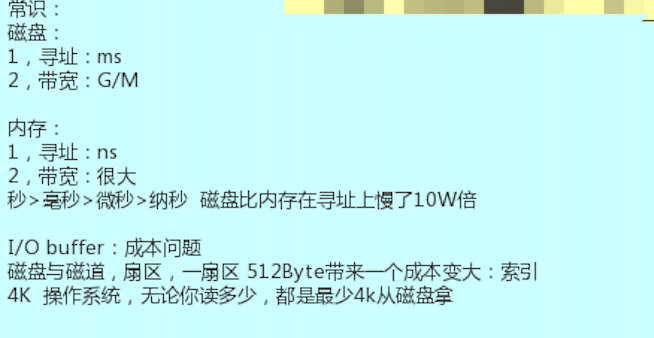 常识：
磁盘：
1，寻址：ms
2，带宽：G/M
内存：
1，寻址：ns
2，带宽：很大
秒>毫秒>微秒>纳秒  磁盘比内存在寻址上慢了10W倍
I/O buffer：成本问题
磁盘与磁道，扇区，一扇区 512Byte带来一个成本变大：索引
4K  操作系统，无论你读多少，都是最少4k从磁盘拿